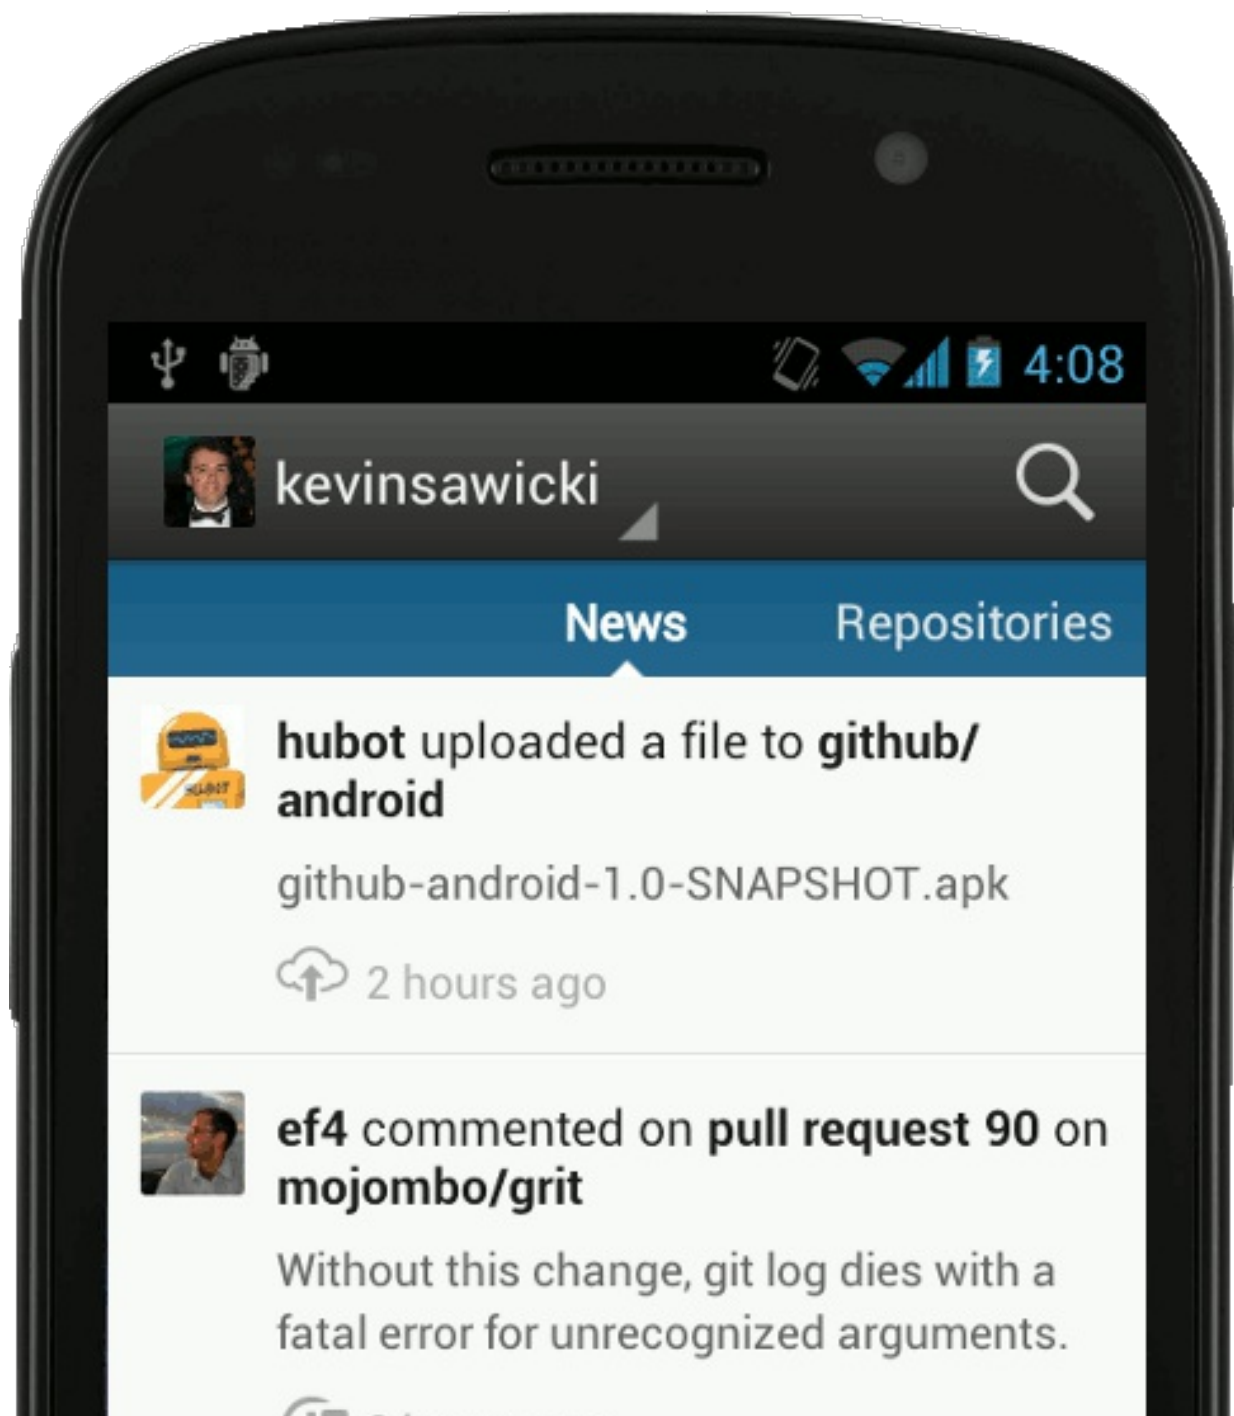 4:08
kevinsawicki
News Repositories
hubot uploaded a file to github/
android
HUBOT
github-android-1.0-SNAPSHOT.apk
2 hours ago
ef4 commented on pull request 90 on
mojombo/grit
Without this change, git log dies with a
fatal error for unrecognized arguments.